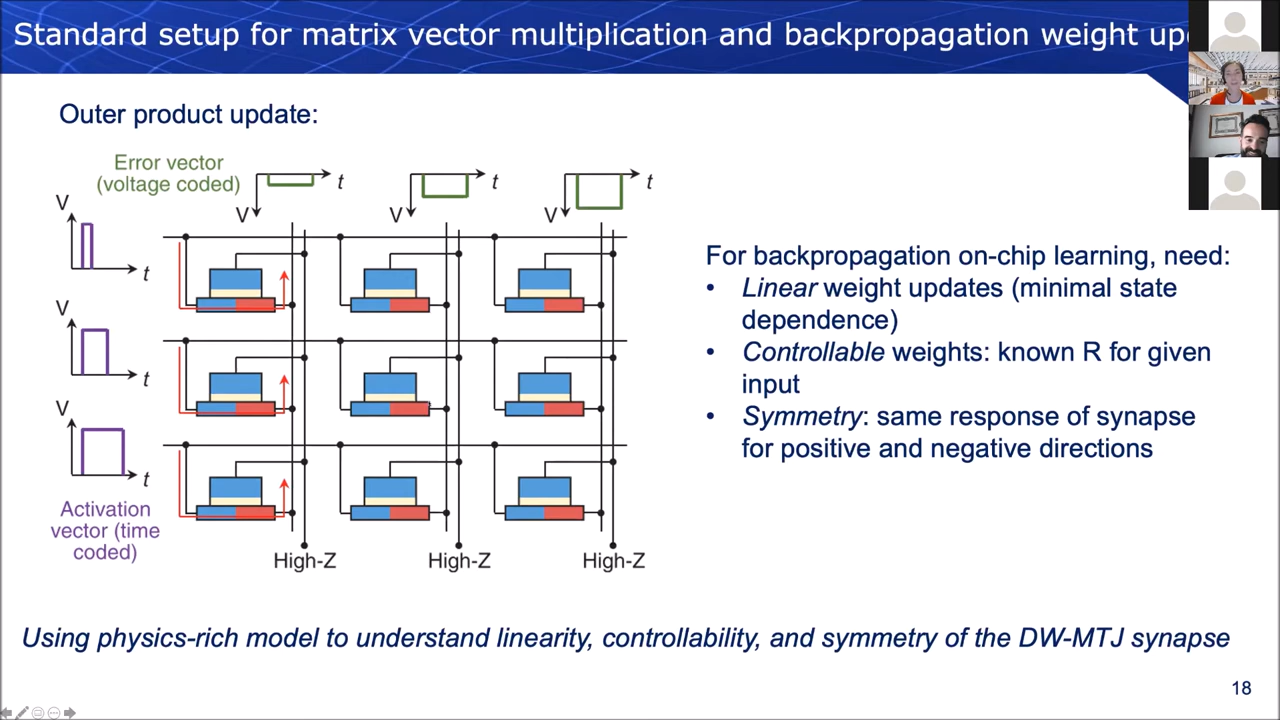 Standard setup for matrix vector multiplication and backpropagation weight up
Outer product update:
Error vector
(voltage coded)
t
t
t
V
V
V
V
t
V
t
V
t
Activation
vector (time
coded)
High-Z
High-Z
High-Z
For backpropagation on-chip learning, need:
• Linear weight updates (minimal state
dependence)
• Controllable weights: known R for given
input
• Symmetry: same response of synapse
for positive and negative directions
Using physics-rich model to understand linearity, controllability, and symmetry of the DW-MTJ synapse
18